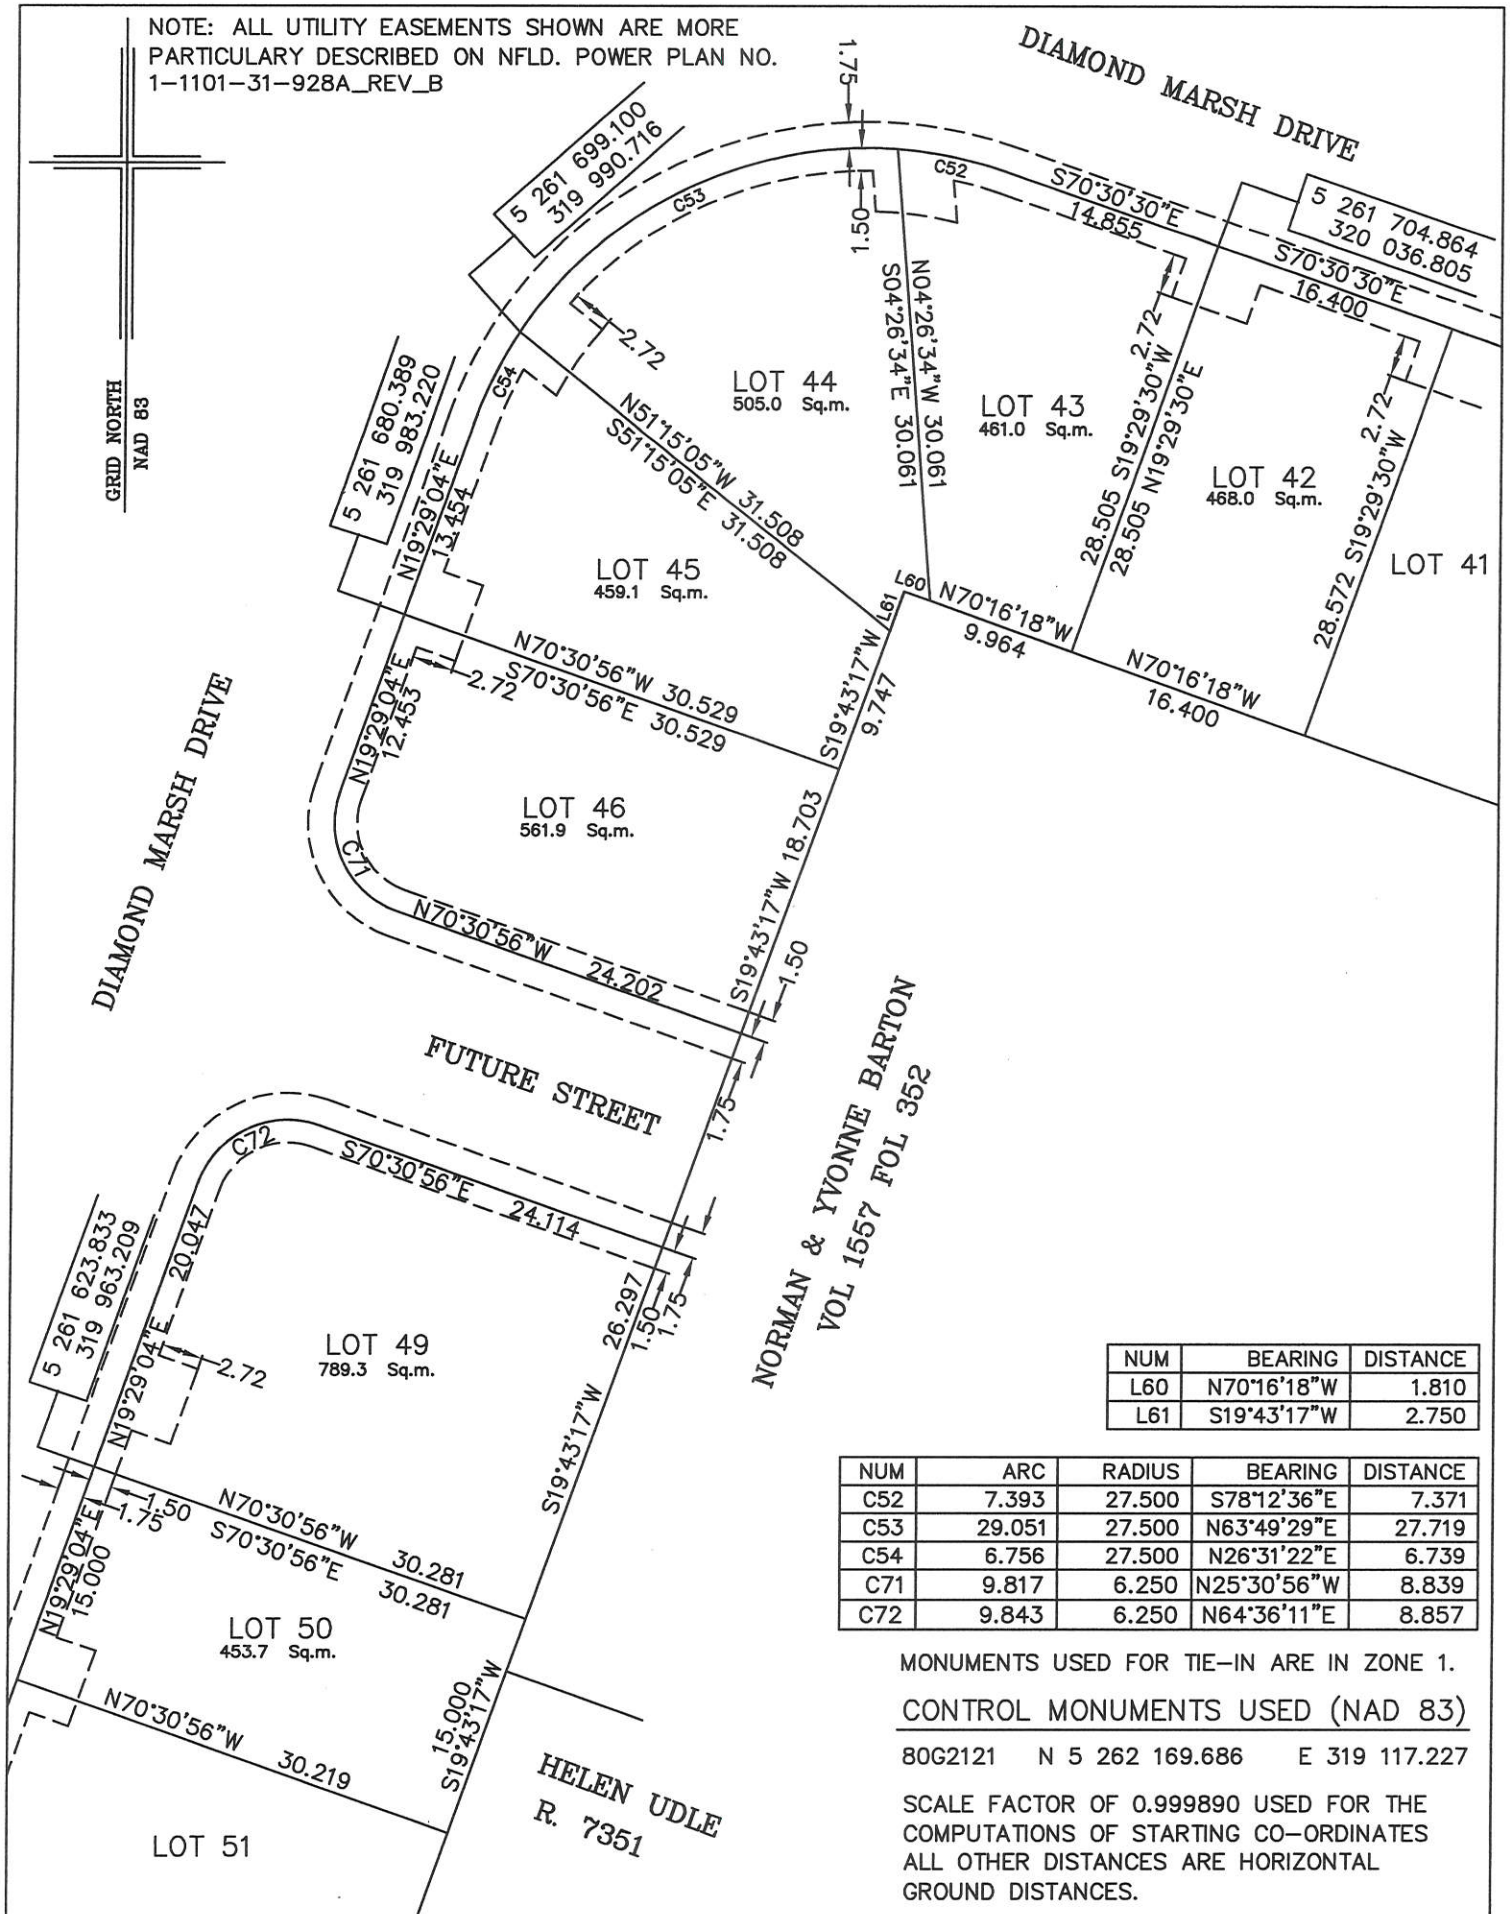 NOTE: ALL UTILITY EASEMENTS SHOWN ARE MORE
PARTICULARY DESCRIBED ON NFLD. POWER PLAN NO.
1-1101-31-928A_REV_B
GRID NORTH
NAD 83
DIAMOND MARSH DRIVE
5 261 699.100
319 990.716
5 261 704.864
320 036.805
5 261 680.389
319 983.220
1.75
1.50
C53
C52
C54
S70°30'30"E
14.855
S70°30'30"E
16.400
2.72
2.72
2.72
LOT 44
505.0 Sq.m.
LOT 43
461.0 Sq.m.
LOT 42
468.0 Sq.m.
LOT 41
N04°26'34"W 30.061
S04°26'34"E 30.061
28.505 S19°29'30"W
28.505 N19°29'30"E
28.572 S19°29'30"W
N51°15'05"W 31.508
S51°15'05"E 31.508
N19°29'04"E
13.454
LOT 45
459.1 Sq.m.
L60
L61
N70°16'18"W
9.964
N70°16'18"W
16.400
S19°43'17"W
9.747
N70°30'56"W 30.529
S70°30'56"E 30.529
2.72
N19°29'04"E
12.453
LOT 46
561.9 Sq.m.
C71
S19°43'17"W 18.703
N70°30'56"W 24.202
1.50
1.75
DIAMOND MARSH DRIVE
FUTURE STREET
NORMAN & YVONNE BARTON
VOL 1557 FOL 352
C72
S70°30'56"E 24.114
20.047
N19°29'04"E
5 261 623.833
319 963.209
LOT 49
789.3 Sq.m.
2.72
26.297
S19°43'17"W
1.50
1.75
1.50
1.75
N70°30'56"W 30.281
S70°30'56"E 30.281
N19°29'04"E
15.000
LOT 50
453.7 Sq.m.
15.000
S19°43'17"W
N70°30'56"W 30.219
LOT 51
HELEN UDLE
R. 7351
NUM BEARING DISTANCE
L60 N70°16'18"W 1.810
L61 S19°43'17"W 2.750
NUM ARC RADIUS BEARING DISTANCE
C52 7.393 27.500 S78°12'36"E 7.371
C53 29.051 27.500 N63°49'29"E 27.719
C54 6.756 27.500 N26°31'22"E 6.739
C71 9.817 6.250 N25°30'56"W 8.839
C72 9.843 6.250 N64°36'11"E 8.857
MONUMENTS USED FOR TIE-IN ARE IN ZONE 1.
CONTROL MONUMENTS USED (NAD 83)
80G2121 N 5 262 169.686 E 319 117.227
SCALE FACTOR OF 0.999890 USED FOR THE
COMPUTATIONS OF STARTING CO-ORDINATES
ALL OTHER DISTANCES ARE HORIZONTAL
GROUND DISTANCES.